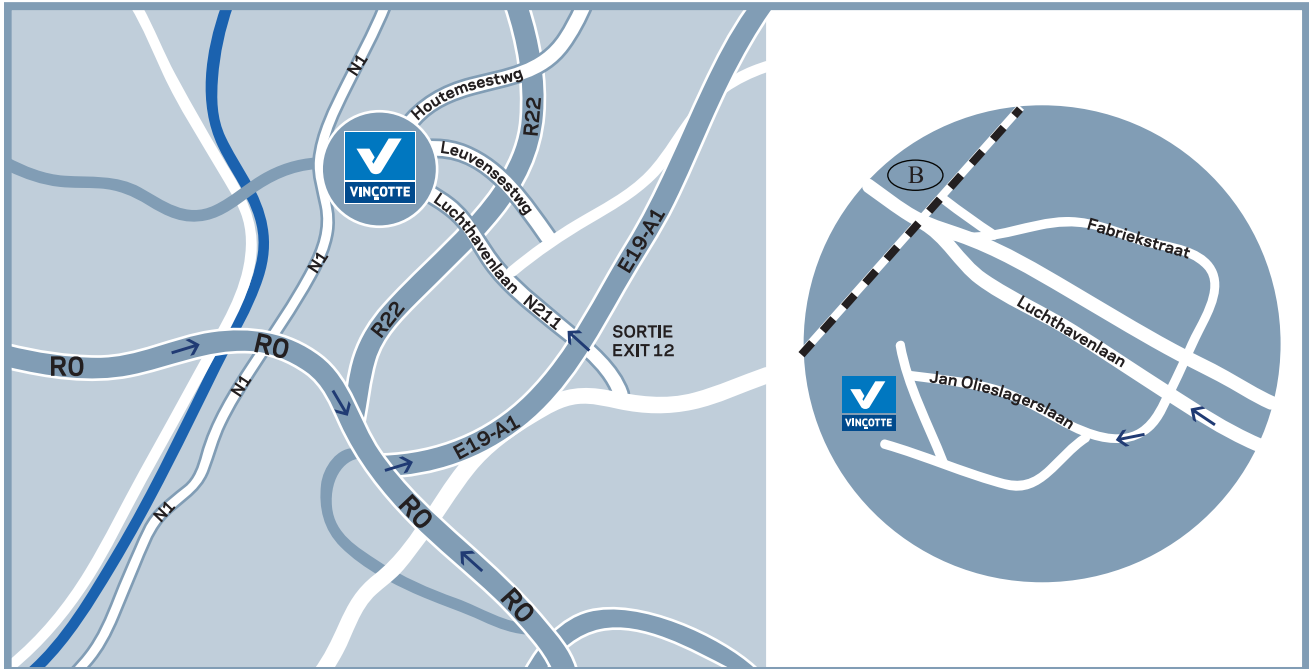 N1
Houtemsestwg
R22
VINÇOTTE
Leuvensestwg
Luchthavenlaan N211
E19-A1
N1
R22
SORTIE
EXIT 12
R0
R0
N1
E19-A1
N1
R0
R0
B
Fabriekstraat
Luchthavenlaan
Jan Olieslagerslaan
VINÇOTTE